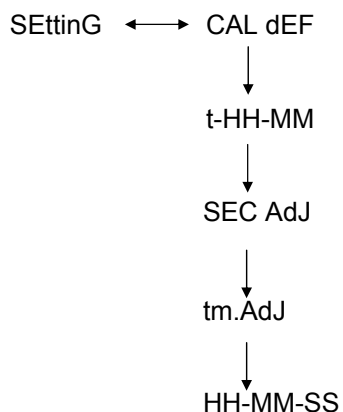 SEttinG CAL dEF
t-HH-MM
SEC AdJ
tm.AdJ
HH-MM-SS